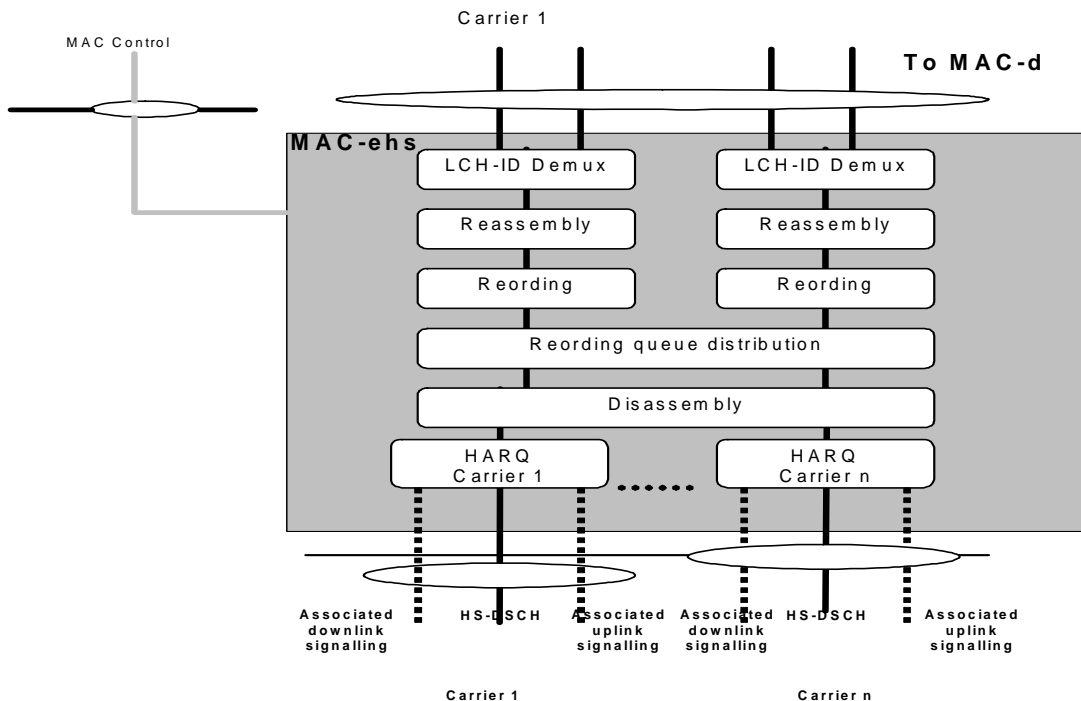 Carrier 1
MAC Control
To MAC-d
MAC-ehs
LCH-ID Demux
LCH-ID Demux
Reassembly
Reassembly
Reording
Reording
Reording queue distribution
Disassembly
HARQ
Carrier 1
HARQ
Carrier n
Associated
downlink
signalling
HS-DSCH
Associated
uplink
signalling
Associated
downlink
signalling
HS-DSCH
Associated
uplink
signalling
Carrier 1
Carrier n